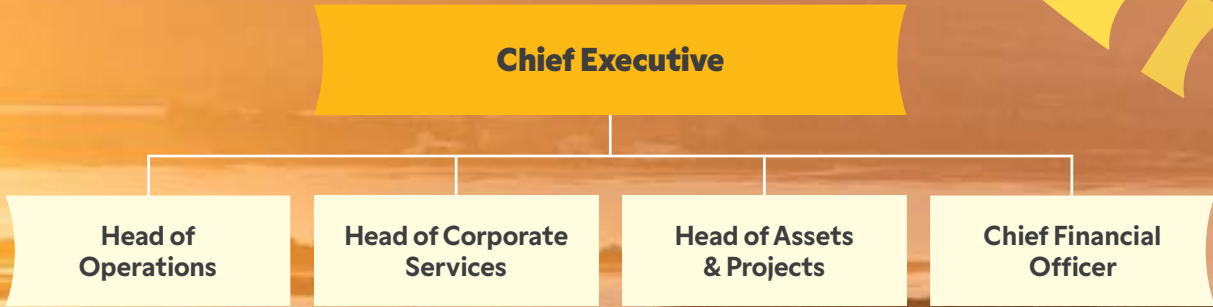 Chief Executive
Head of
Operations
Head of Corporate
Services
Head of Assets
& Projects
Chief Financial
Officer